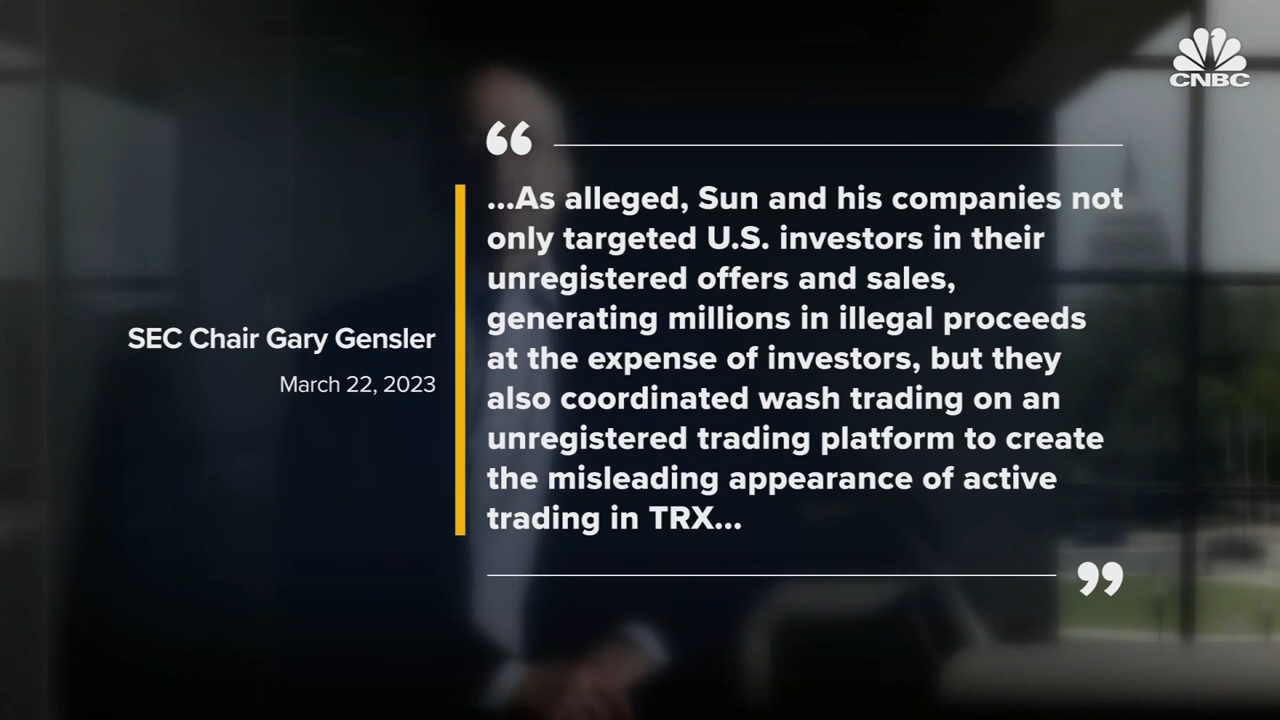 CNBC
“
SEC Chair Gary Gensler
March 22, 2023
...As alleged, Sun and his companies not
only targeted U.S. investors in their
unregistered offers and sales,
generating millions in illegal proceeds
at the expense of investors, but they
also coordinated wash trading on an
unregistered trading platform to create
the misleading appearance of active
trading in TRX...
”